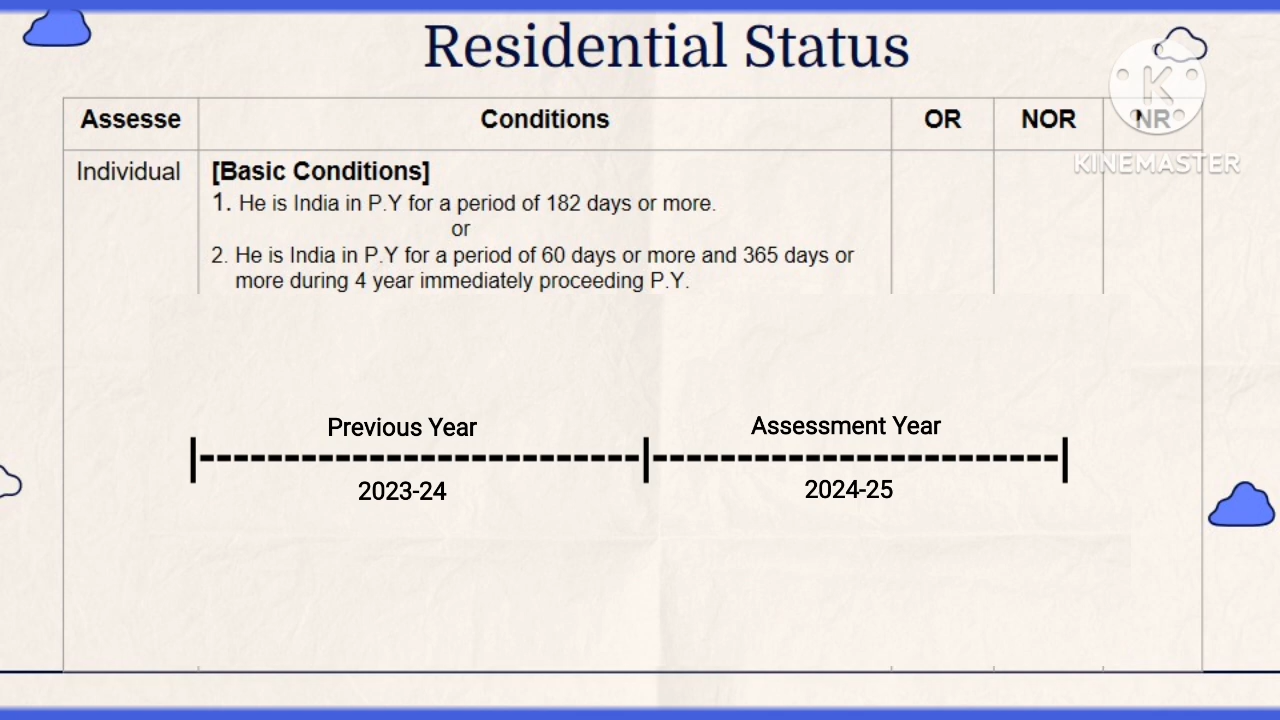 Residential Status
Assesse Conditions OR NOR NR
KINEMASTER
Individual [Basic Conditions]
1. He is India in P.Y for a period of 182 days or more.
or
2. He is India in P.Y for a period of 60 days or more and 365 days or
more during 4 year immediately proceeding P.Y.
Previous Year Assessment Year
2023-24 2024-25